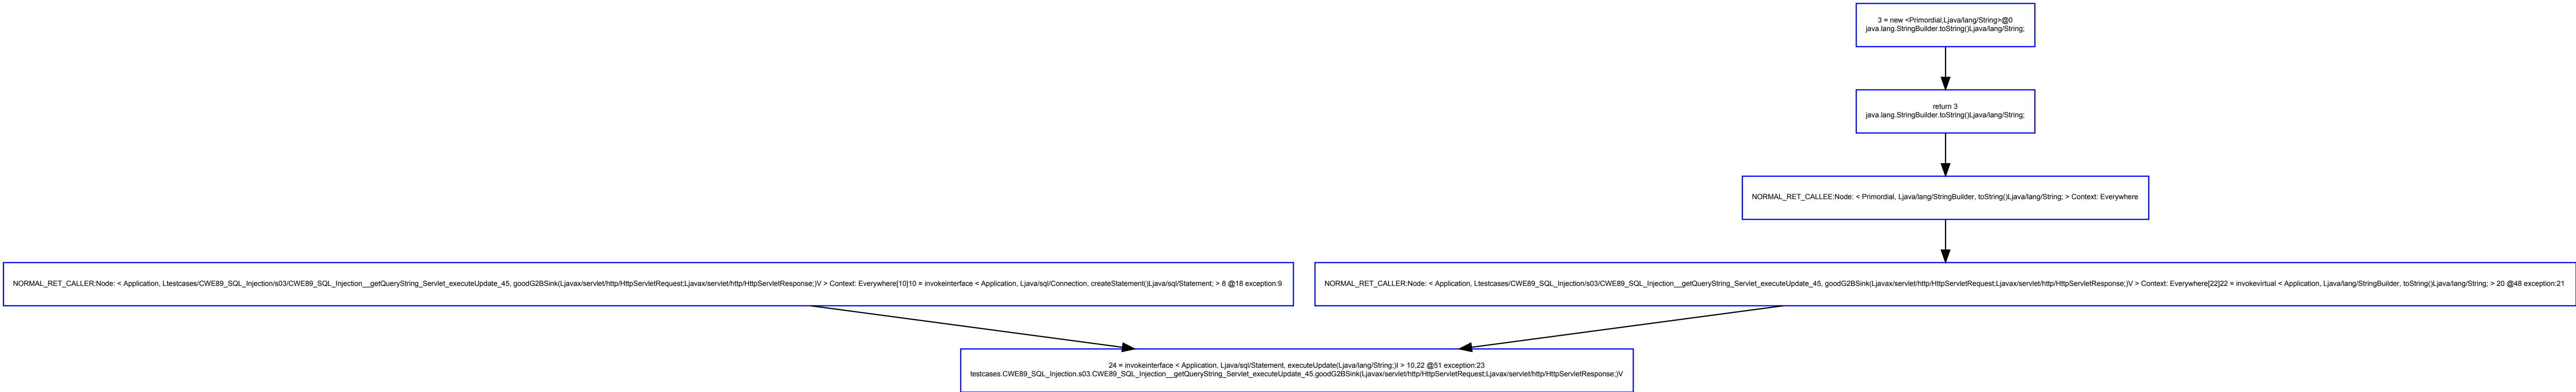 3 = new <Primordial,Ljava/lang/String>@0
java.lang.StringBuilder.toString()Ljava/lang/String;
return 3
java.lang.StringBuilder.toString()Ljava/lang/String;
NORMAL_RET_CALLEE:Node: < Primordial, Ljava/lang/StringBuilder, toString()Ljava/lang/String; > Context: Everywhere
NORMAL_RET_CALLER:Node: < Application, Ltestcases/CWE89_SQL_Injection/s03/CWE89_SQL_Injection__getQueryString_Servlet_executeUpdate_45, goodG2BSink(Ljavax/servlet/http/HttpServletRequest;Ljavax/servlet/http/HttpServletResponse;)V > Context: Everywhere[10]10 = invokeinterface < Application, Ljava/sql/Connection, createStatement()Ljava/sql/Statement; > 8 @18 exception:9
NORMAL_RET_CALLER:Node: < Application, Ltestcases/CWE89_SQL_Injection/s03/CWE89_SQL_Injection__getQueryString_Servlet_executeUpdate_45, goodG2BSink(Ljavax/servlet/http/HttpServletRequest;Ljavax/servlet/http/HttpServletResponse;)V > Context: Everywhere[22]22 = invokevirtual < Application, Ljava/lang/StringBuilder, toString()Ljava/lang/String; > 20 @48 exception:21
24 = invokeinterface < Application, Ljava/sql/Statement, executeUpdate(Ljava/lang/String;)I > 10,22 @51 exception:23
testcases.CWE89_SQL_Injection.s03.CWE89_SQL_Injection__getQueryString_Servlet_executeUpdate_45.goodG2BSink(Ljavax/servlet/http/HttpServletRequest;Ljavax/servlet/http/HttpServletResponse;)V